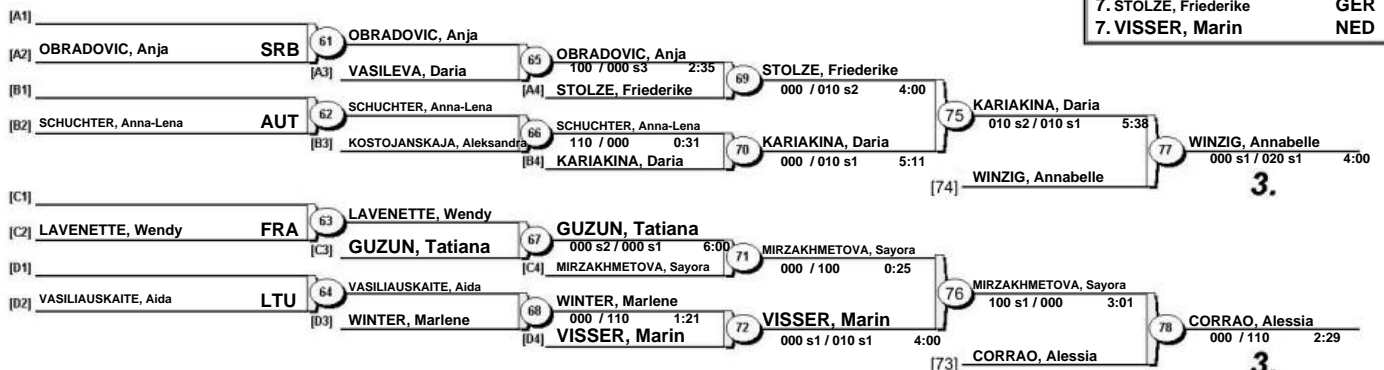 7. STOLZE, Friederike GER
7. VISSER, Marin NED
[A1]
[A2] OBRADOVIC, Anja SRB
61 OBRADOVIC, Anja
[A3] VASILEVA, Daria
65 OBRADOVIC, Anja
100 / 000 s3 2:35
[A4] STOLZE, Friederike
69 STOLZE, Friederike
000 / 010 s2 4:00
[B1]
[B2] SCHUCHTER, Anna-Lena AUT
62 SCHUCHTER, Anna-Lena
[B3] KOSTOJANSKAJA, Aleksandra
66 SCHUCHTER, Anna-Lena
110 / 000 0:31
[B4] KARIAKINA, Daria
70 KARIAKINA, Daria
000 / 010 s1 5:11
75 KARIAKINA, Daria
010 s2 / 010 s1 5:38
[74] WINZIG, Annabelle
77 WINZIG, Annabelle
000 s1 / 020 s1 4:00
3.
[C1]
[C2] LAVENETTE, Wendy FRA
63 LAVENETTE, Wendy
[C3] GUZUN, Tatiana
67 GUZUN, Tatiana
000 s2 / 000 s1 6:00
[C4] MIRZAKHMETOVA, Sayora
71 MIRZAKHMETOVA, Sayora
000 / 100 0:25
[D1]
[D2] VASILIAUSKAITE, Aida LTU
64 VASILIAUSKAITE, Aida
[D3] WINTER, Marlene
68 WINTER, Marlene
000 / 110 1:21
[D4] VISSER, Marin
72 VISSER, Marin
000 s1 / 010 s1 4:00
76 MIRZAKHMETOVA, Sayora
100 s1 / 000 3:01
[73] CORRAO, Alessia
78 CORRAO, Alessia
000 / 110 2:29
3.